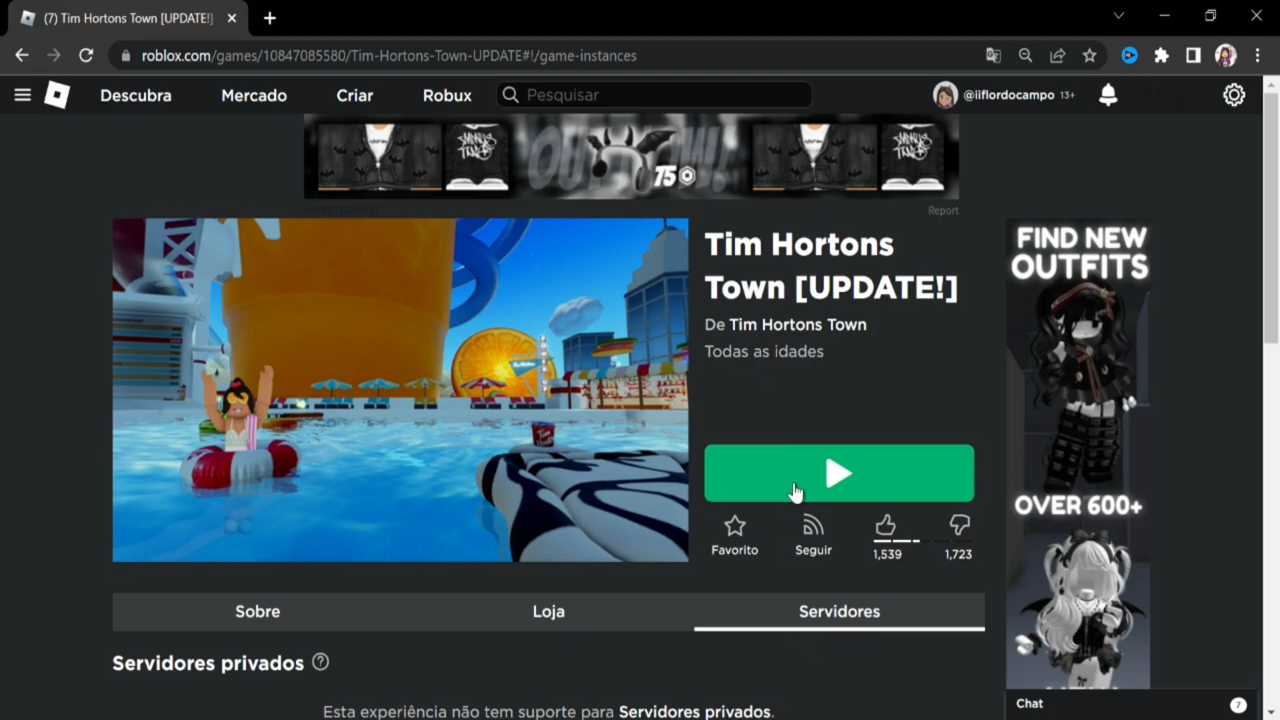 (7) Tim Hortons Town [UPDATE!]
roblox.com/games/10847085580/Tim-Hortons-Town-UPDATE#!/game-instances
Descubra
Mercado
Criar
Robux
Pesquisar
@iiflordocampo 13+
OUT NOW!
75
Report
Tim Hortons
Town [UPDATE!]
De Tim Hortons Town
Todas as idades
Favorito
Seguir
1,539
1,723
FIND NEW
OUTFITS
OVER 600+
Sobre
Loja
Servidores
Servidores privados
Esta experiência não tem suporte para Servidores privados.
Chat
7